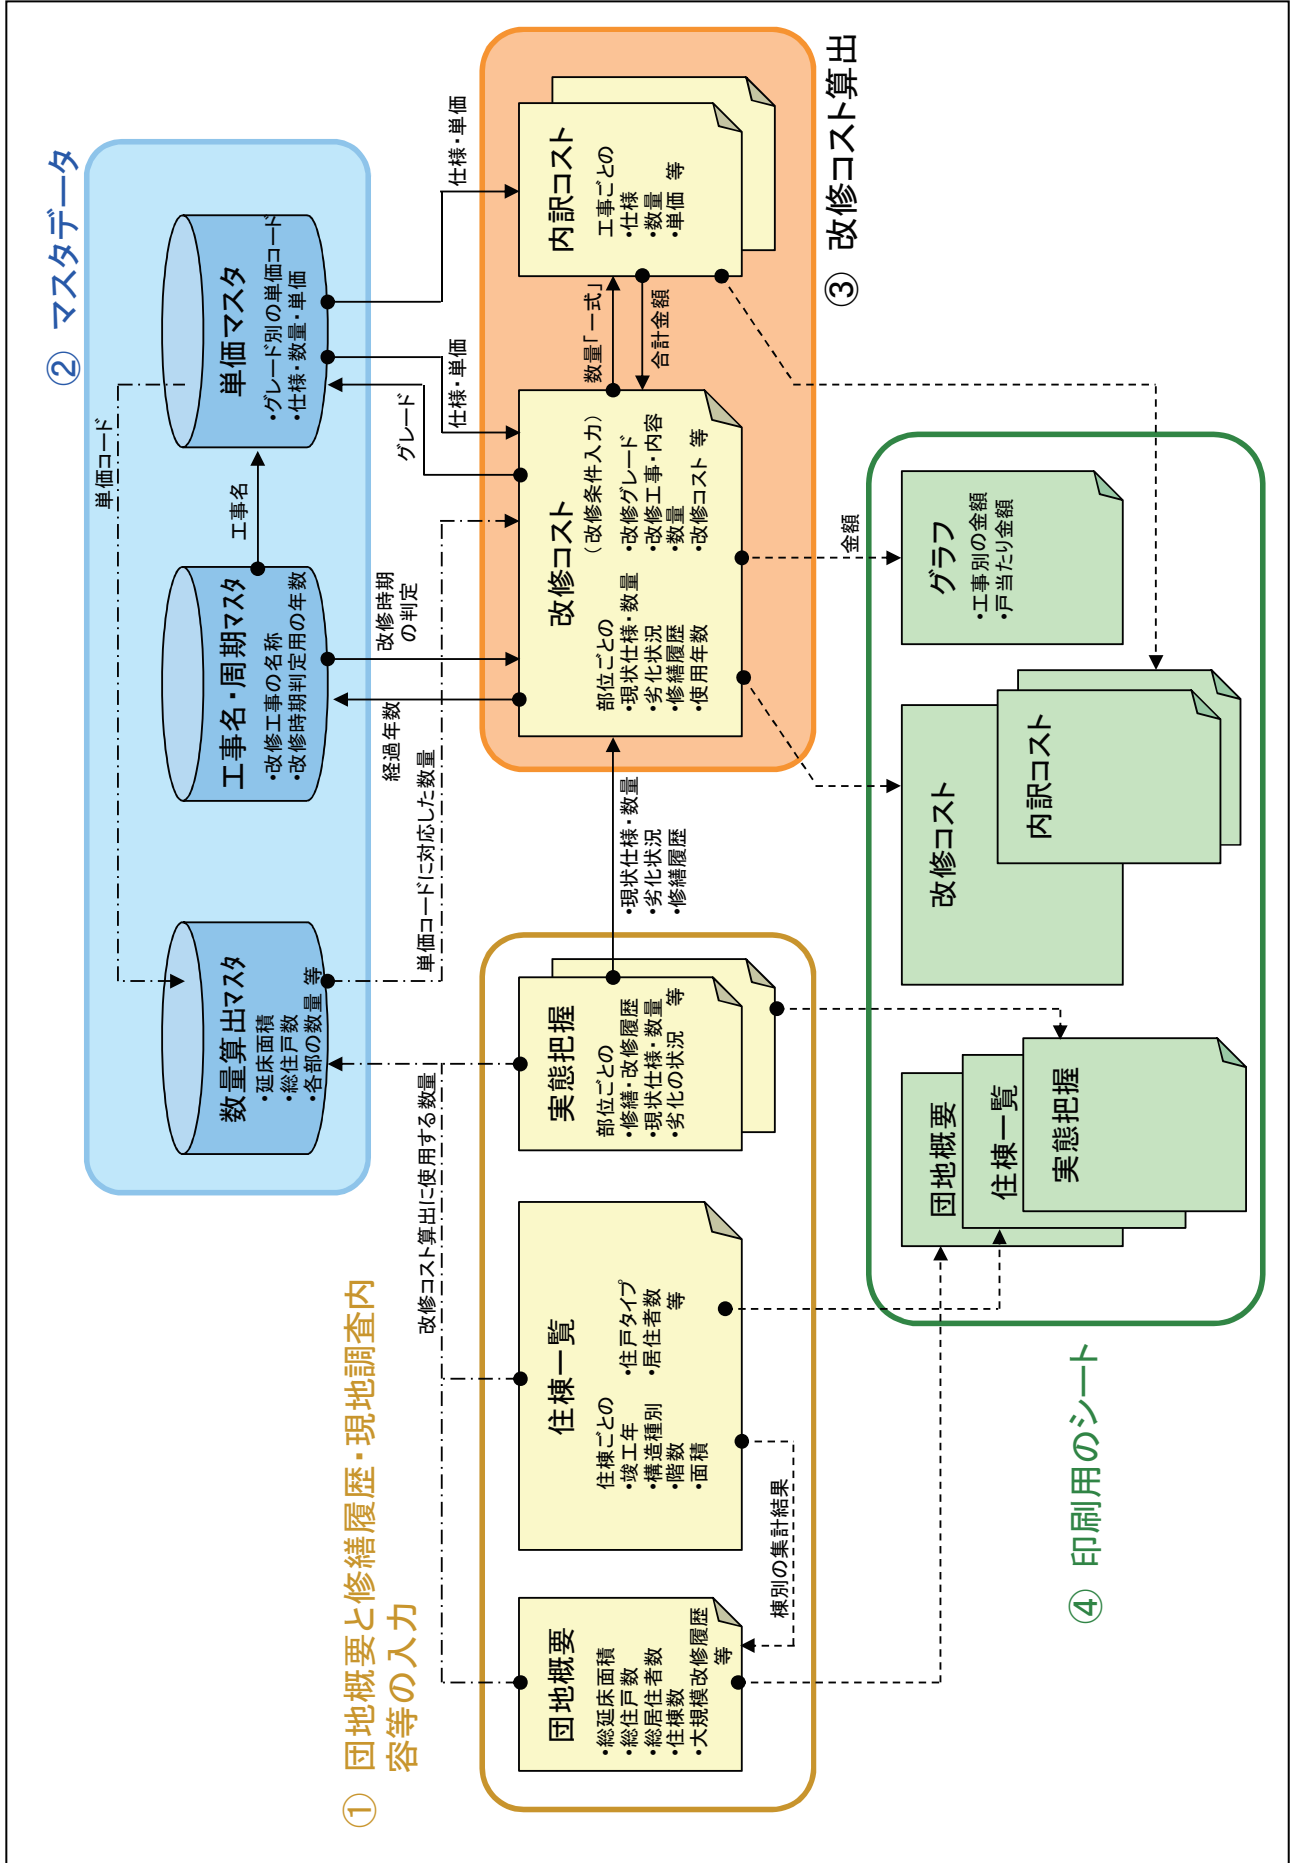 ① 団地概要と修繕履歴・現地調査内
容等の入力
団地概要
・総延床面積
・総住戸数
・総居住者数
・住棟数
・大規模改修履歴
等
棟別の集計結果
住棟一覧
住棟ごとの
・竣工年
・構造種別
・階数
・面積
・住戸タイプ
・居住者数
等
実態把握
部位ごとの
・修繕・改修履歴
・現状仕様・数量
・劣化の状況 等
改修コスト算出に使用する数量
・現状仕様・数量
・劣化状況
・修繕履歴
② マスタデータ
数量算出マスタ
・延床面積
・総住戸数
・各部の数量 等
工事名・周期マスタ
・改修工事の名称
・改修時期判定用の年数
工事名
単価マスタ
・グレード別の単価コード
・仕様・数量・単価
単価コード
単価コードに対応した数量
経過年数
改修時期
の判定
グレード
仕様・単価
仕様・単価
③ 改修コスト算出
改修コスト
部位ごとの
・現状仕様・数量
・劣化状況
・修繕履歴
・使用年数
（改修条件入力）
・改修グレード
・改修工事・内容
・数量
・改修コスト 等
数量「一式」
合計金額
内訳コスト
工事ごとの
・仕様
・数量
・単価 等
④ 印刷用のシート
団地概要
住棟一覧
実態把握
改修コスト
内訳コスト
金額
グラフ
・工事別の金額
・戸当たり金額